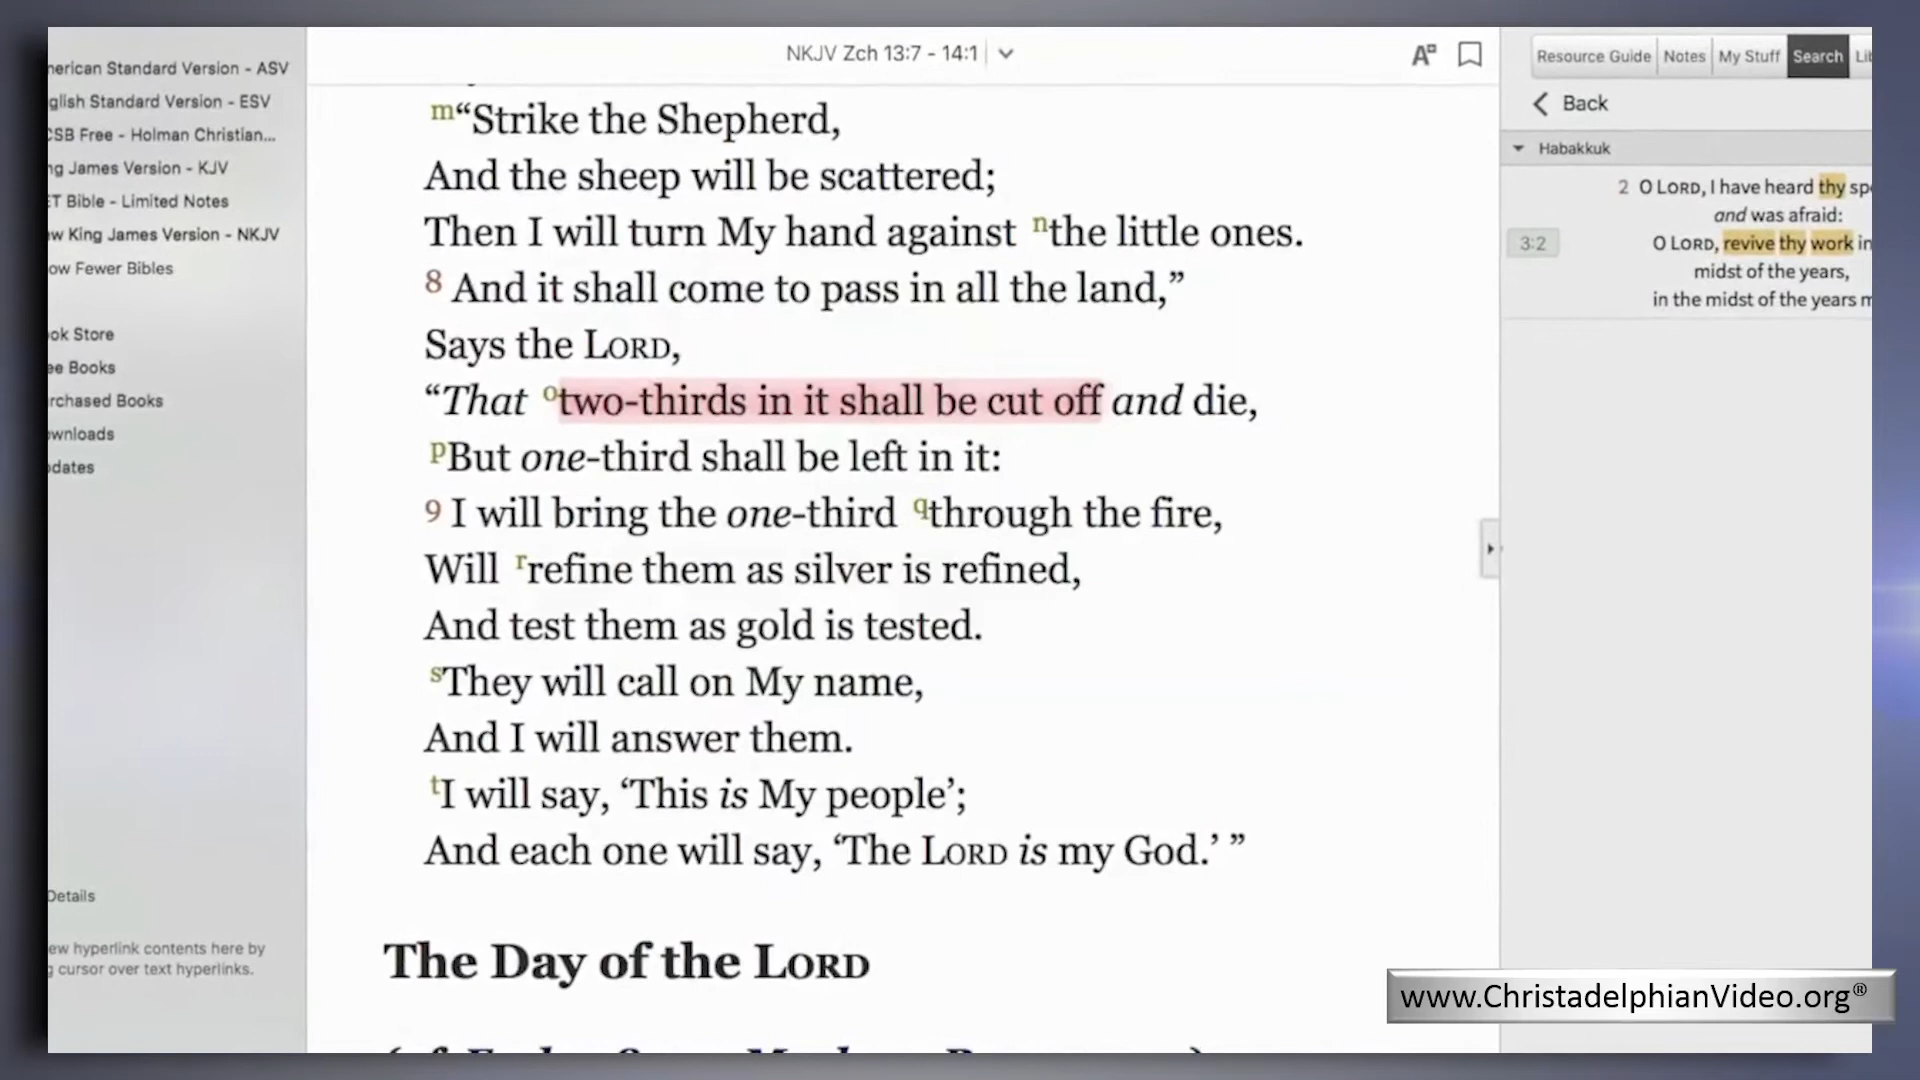 merican Standard Version - ASV
glish Standard Version - ESV
CSB Free - Holman Christian...
ng James Version - KJV
ET Bible - Limited Notes
ew King James Version - NKJV
ow Fewer Bibles
ok Store
ee Books
rchased Books
ownloads
pdates
Details
ew hyperlink contents here by
g cursor over text hyperlinks.
NKJV Zch 13:7 - 14:1
m“Strike the Shepherd,
And the sheep will be scattered;
Then I will turn My hand against nthe little ones.
8 And it shall come to pass in all the land,”
Says the LORD,
“That otwo-thirds in it shall be cut off and die,
pBut one-third shall be left in it:
9 I will bring the one-third qthrough the fire,
Will rrefine them as silver is refined,
And test them as gold is tested.
sThey will call on My name,
And I will answer them.
tI will say, ‘This is My people’;
And each one will say, ‘The LORD is my God.’ ”
The Day of the LORD
Resource Guide Notes My Stuff Search Lib
Back
Habakkuk
2 O LORD, I have heard thy sp
and was afraid:
3:2 O LORD, revive thy work in
midst of the years,
in the midst of the years m
www.ChristadelphianVideo.org®